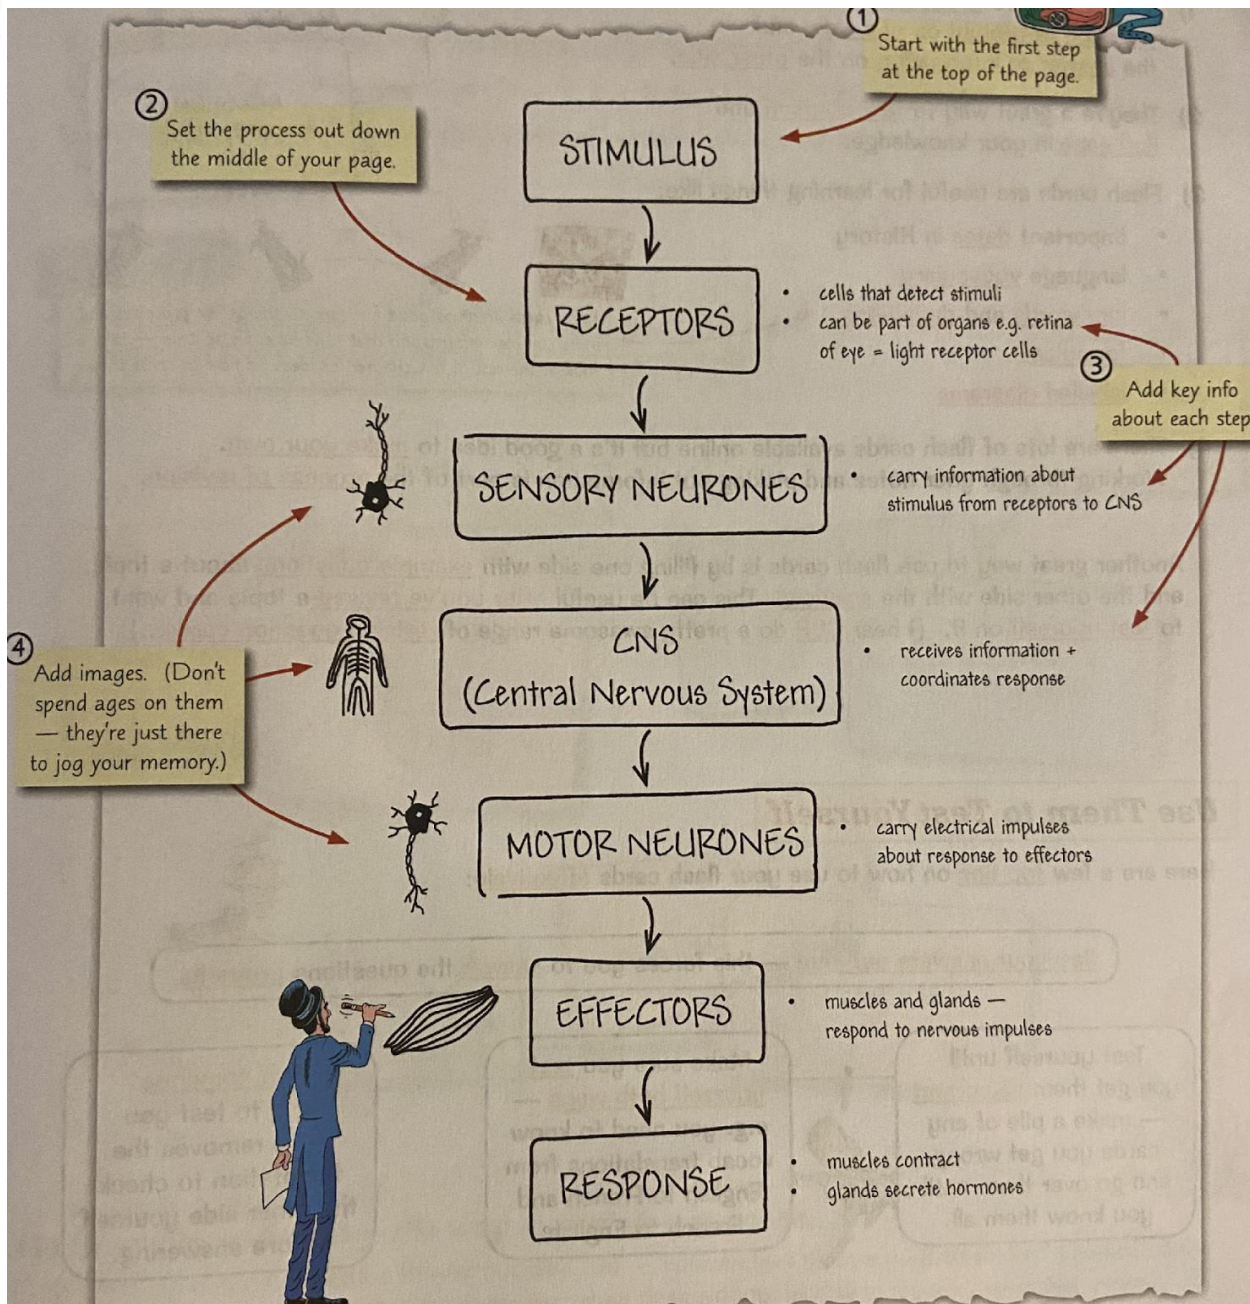 1
Start with the first step
at the top of the page.
2
Set the process out down
the middle of your page.
STIMULUS
RECEPTORS
• cells that detect stimuli
• can be part of organs e.g. retina
of eye = light receptor cells
3
Add key info
about each step
SENSORY NEURONES
• carry information about
stimulus from receptors to CNS
CNS
(Central Nervous System)
• receives information +
coordinates response
4
Add images. (Don't
spend ages on them
— they're just there
to jog your memory.)
MOTOR NEURONES
• carry electrical impulses
about response to effectors
EFFECTORS
• muscles and glands —
respond to nervous impulses
RESPONSE
• muscles contract
• glands secrete hormones